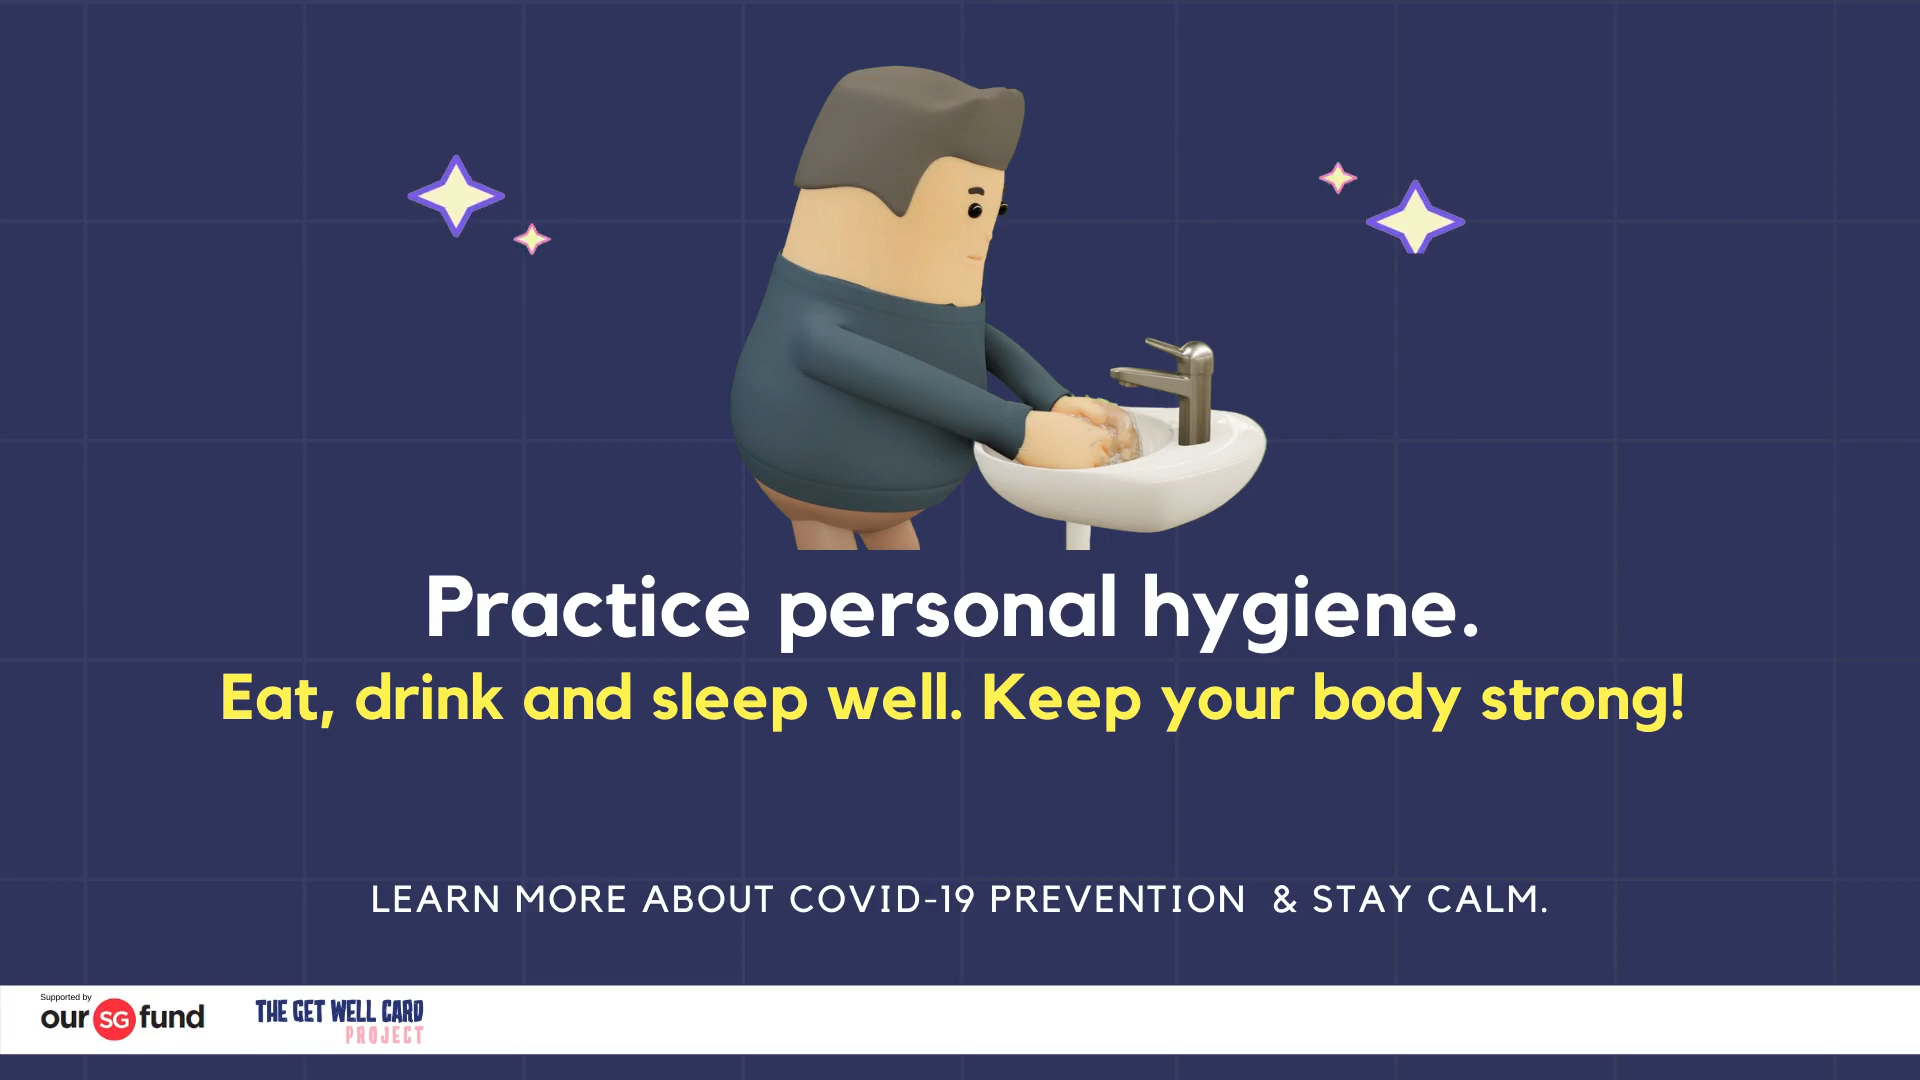 Practice personal hygiene.
Eat, drink and sleep well. Keep your body strong!
LEARN MORE ABOUT COVID-19 PREVENTION & STAY CALM.
Supported by
our SG fund
THE GET WELL CARD
PROJECT